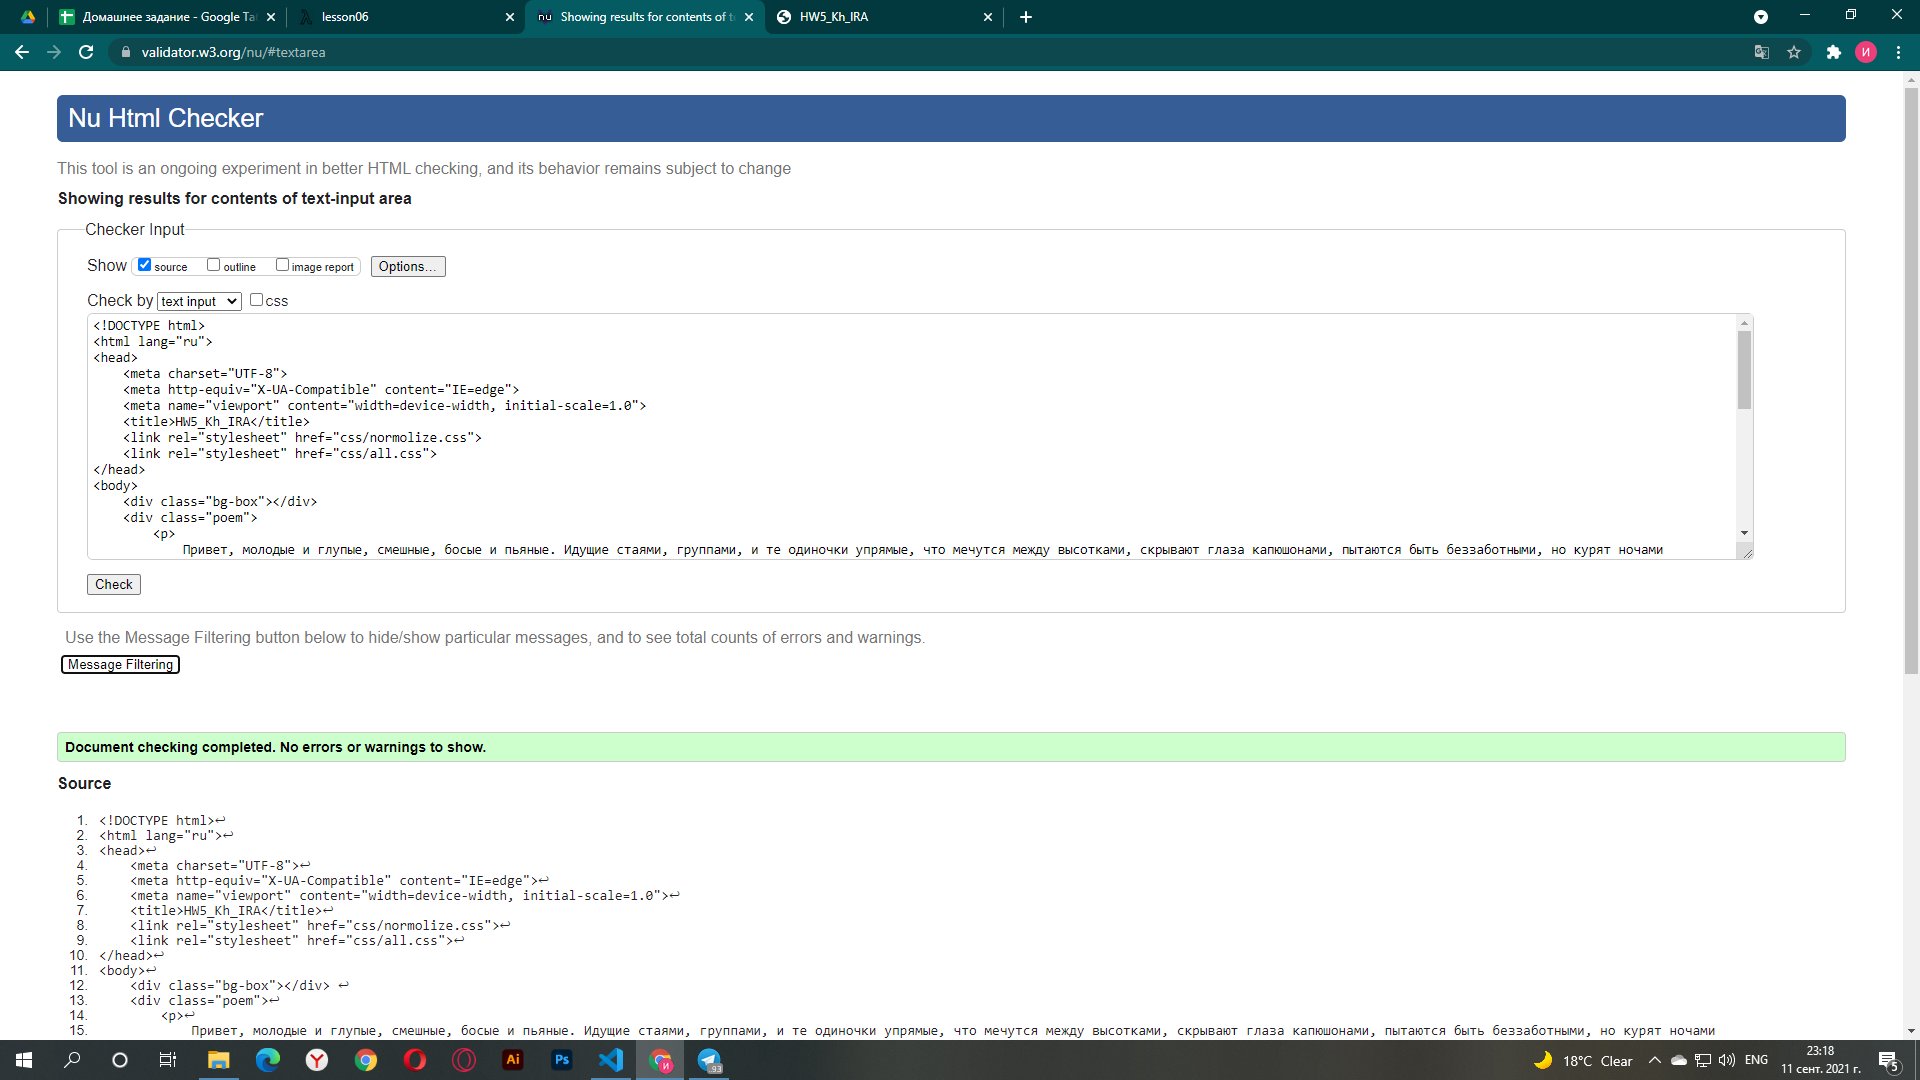 Домашнее задание - Google Ta
lesson06
nu Showing results for contents of t
HW5_Kh_IRA
validator.w3.org/nu/#textarea
И
Nu Html Checker
This tool is an ongoing experiment in better HTML checking, and its behavior remains subject to change
Showing results for contents of text-input area
Checker Input
Show source outline image report Options...
Check by text input css
<!DOCTYPE html>
<html lang="ru">
<head>
<meta charset="UTF-8">
<meta http-equiv="X-UA-Compatible" content="IE=edge">
<meta name="viewport" content="width=device-width, initial-scale=1.0">
<title>HW5_Kh_IRA</title>
<link rel="stylesheet" href="css/normolize.css">
<link rel="stylesheet" href="css/all.css">
</head>
<body>
<div class="bg-box"></div>
<div class="poem">
<p>
Привет, молодые и глупые, смешные, босые и пьяные. Идущие стаями, группами, и те одиночки упрямые, что мечутся между высотками, скрывают глаза капюшонами, пытаются быть беззаботными, но курят ночами
Check
Use the Message Filtering button below to hide/show particular messages, and to see total counts of errors and warnings.
Message Filtering
Document checking completed. No errors or warnings to show.
Source
1. <!DOCTYPE html>↩
2. <html lang="ru">↩
3. <head>↩
4. <meta charset="UTF-8">↩
5. <meta http-equiv="X-UA-Compatible" content="IE=edge">↩
6. <meta name="viewport" content="width=device-width, initial-scale=1.0">↩
7. <title>HW5_Kh_IRA</title>↩
8. <link rel="stylesheet" href="css/normolize.css">↩
9. <link rel="stylesheet" href="css/all.css">↩
10. </head>↩
11. <body>↩
12. <div class="bg-box"></div> ↩
13. <div class="poem">↩
14. <p>↩
15. Привет, молодые и глупые, смешные, босые и пьяные. Идущие стаями, группами, и те одиночки упрямые, что мечутся между высотками, скрывают глаза капюшонами, пытаются быть беззаботными, но курят ночами
Ai
Ps
И
93
18°C Clear
ENG
23:18
11 сент. 2021 г.
5